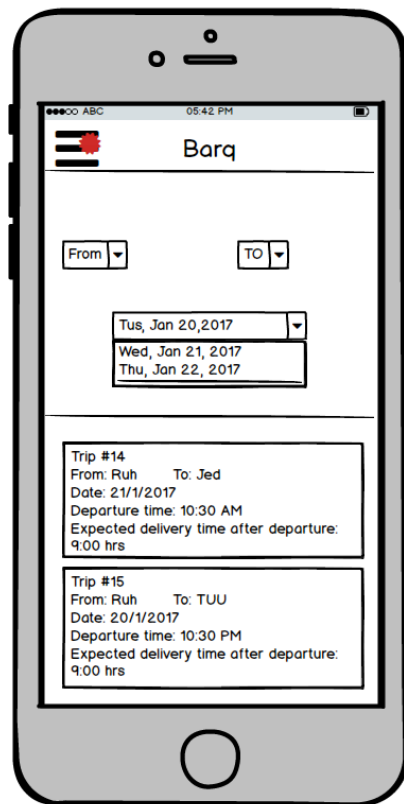 ABC 05:42 PM
Barq
From TO
Tus, Jan 20,2017
Wed, Jan 21, 2017
Thu, Jan 22, 2017
Trip #14
From: Ruh To: Jed
Date: 21/1/2017
Departure time: 10:30 AM
Expected delivery time after departure:
9:00 hrs
Trip #15
From: Ruh To: TUU
Date: 20/1/2017
Departure time: 10:30 PM
Expected delivery time after departure:
9:00 hrs